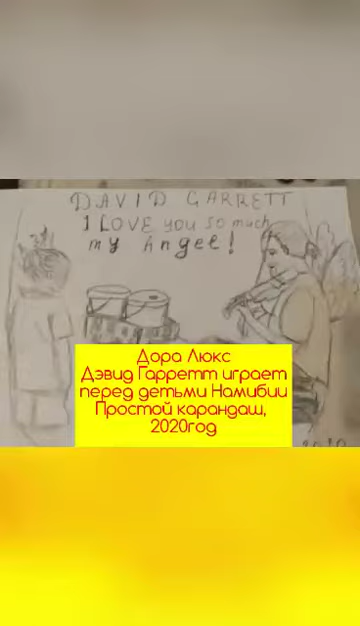 DAVID GARRETT
I LOVE you so much
my Angel!
Дора Люкс
Дэвид Гарретт играет
перед детьми Намибии
Простой карандаш,
2020год